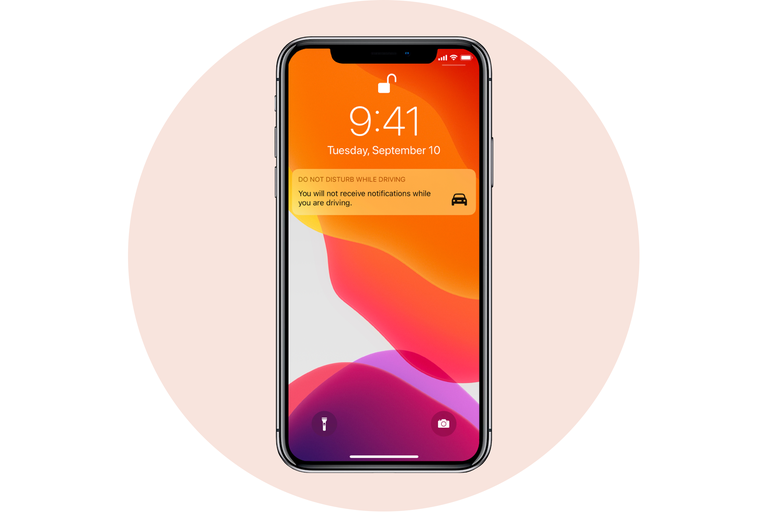 9:41
Tuesday, September 10
DO NOT DISTURB WHILE DRIVING
You will not receive notifications while
you are driving.